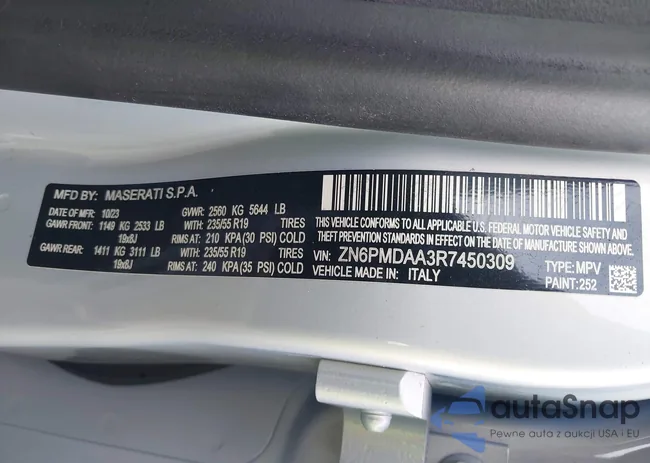 MFD BY: MASERATI S.P.A.
DATE OF MFR: 10/23 GVWR: 2560 KG 5644 LB
GAWR FRONT: 1149 KG 2533 LB WITH: 235/55 R19 TIRES
19x8J RIMS AT: 210 KPA (30 PSI) COLD
GAWR REAR: 1411 KG 3111 LB WITH: 235/55 R19 TIRES
19x8J RIMS AT: 240 KPA (35 PSI) COLD
THIS VEHICLE CONFORMS TO ALL APPLICABLE U.S. FEDERAL MOTOR VEHICLE SAFETY AND
THEFT PREVENTION STANDARDS IN EFFECT ON THE DATE OF MANUFACTURE SHOWN ABOVE.
VIN: ZN6PMDAA3R7450309 TYPE: MPV
VEHICLE MADE IN: ITALY PAINT: 252
autaSnap
Pewne auta z aukcji USA i EU